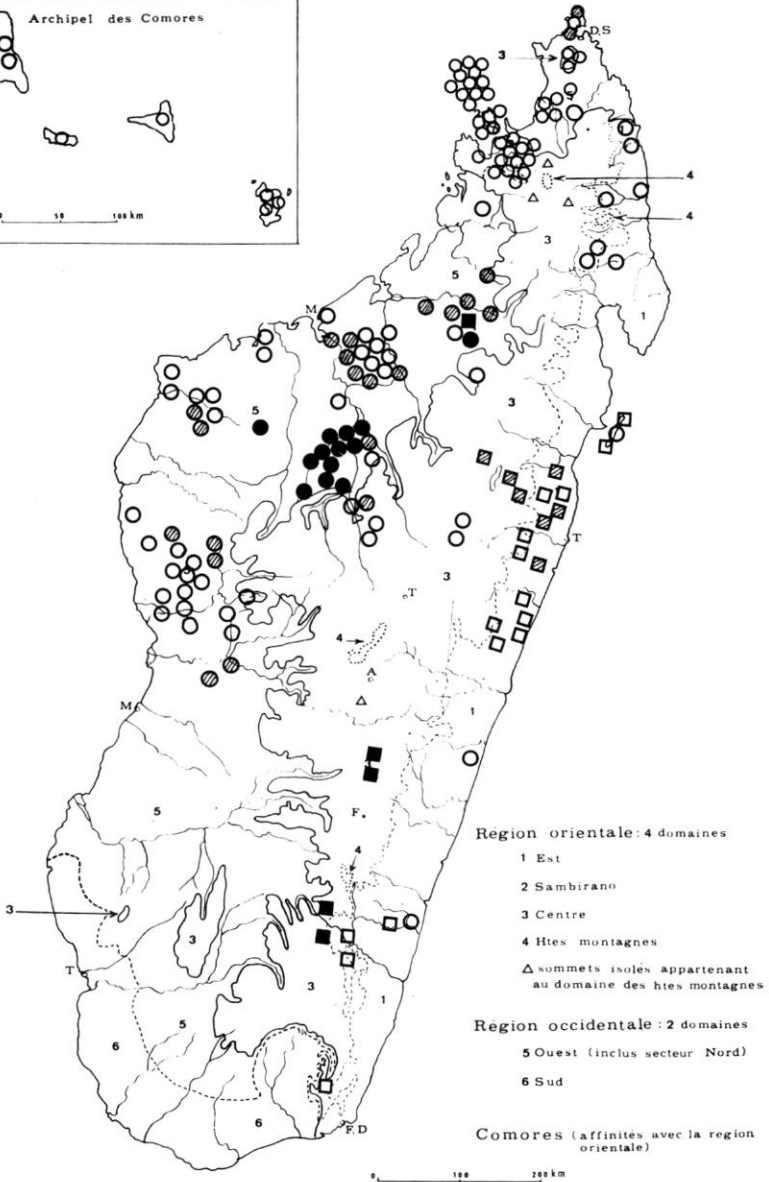 Archipel des Comores
0 50 100 km
D.S
3
4
4
3
5
1
M
3
5
T
3
T
4
A
M
1
5
F.
4
3
3
T
3
1
5
6
6
F.D
Région orientale: 4 domaines
1 Est
2 Sambirano
3 Centre
4 Htes montagnes
△ sommets isolés appartenant
au domaine des htes montagnes
Région occidentale: 2 domaines
5 Ouest (inclus secteur Nord)
6 Sud
Comores (affinités avec la région
orientale)
0 100 200 km